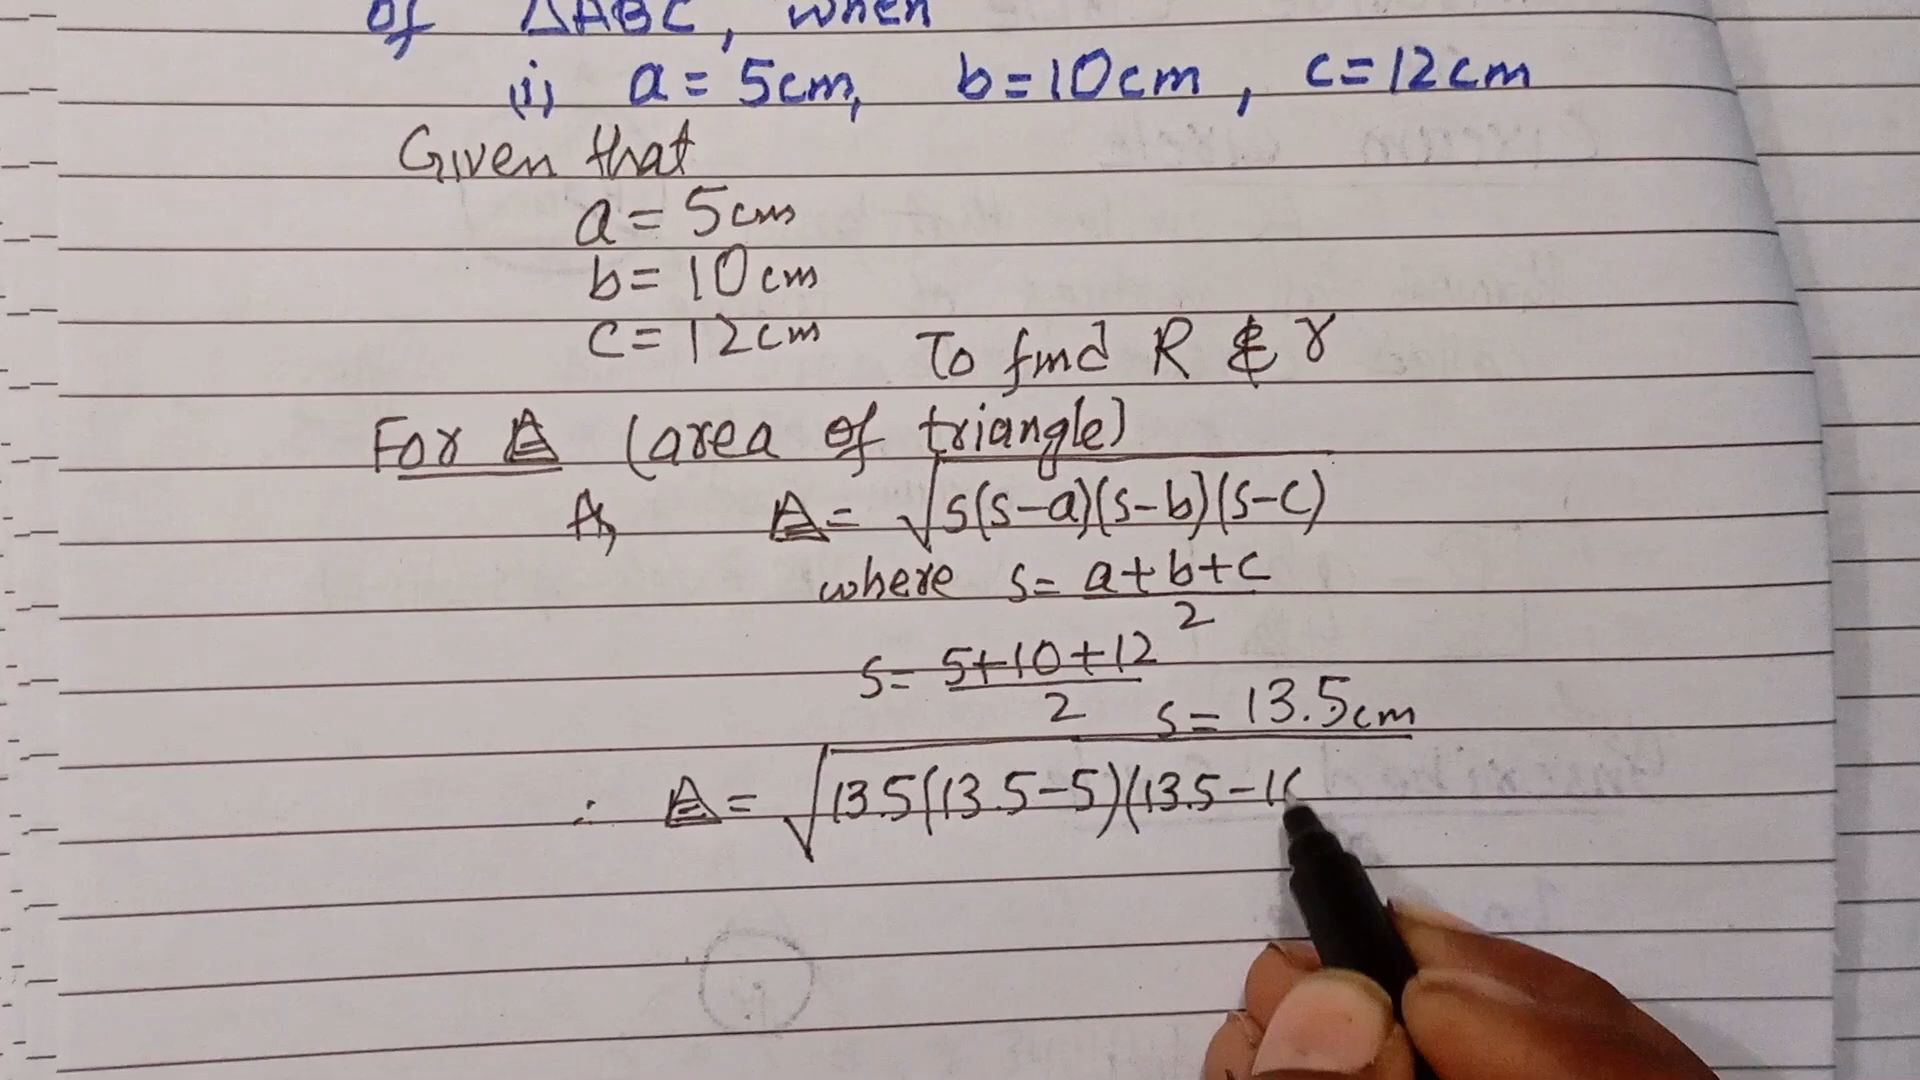 of △ABC, when
(i) a = 5cm, b = 10cm, c = 12cm
Given that
a = 5cm
b = 10cm
c = 12cm To find R & r
For ∆ (area of triangle)
As, ∆ = √s(s-a)(s-b)(s-c)
where s = a+b+c
2
s = 5+10+12
2 s = 13.5cm
∴ ∆ = √13.5(13.5-5)(13.5-1